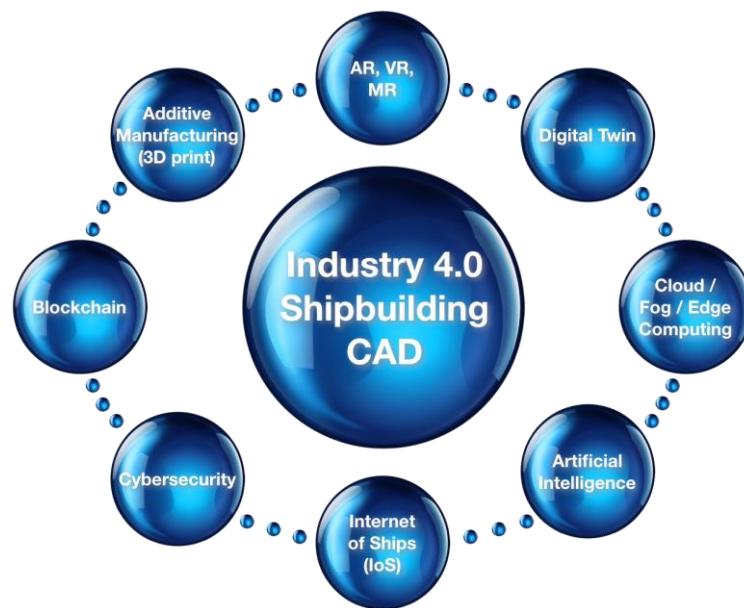 AR, VR,
MR
Additive
Manufacturing
(3D print)
Digital Twin
Industry 4.0
Shipbuilding
CAD
Blockchain
Cloud /
Fog / Edge
Computing
Cybersecurity
Artificial
Intelligence
Internet
of Ships
(IoS)